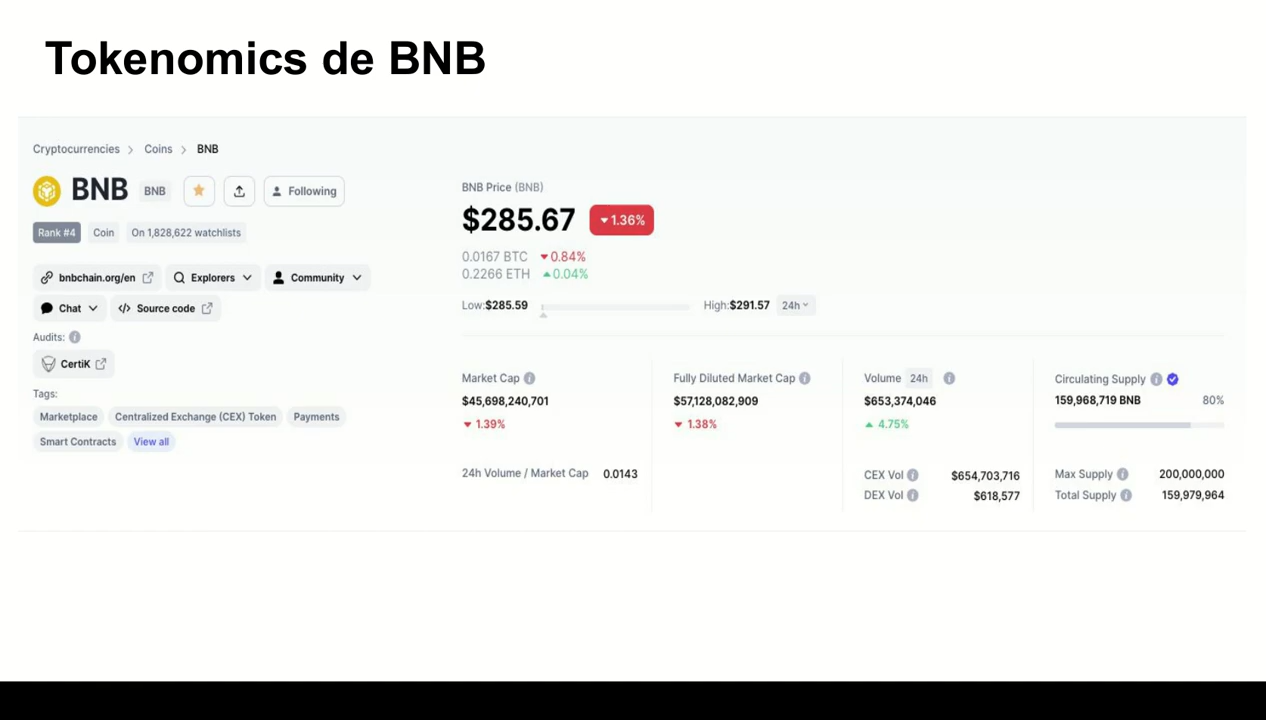 Tokenomics de BNB
Cryptocurrencies > Coins > BNB
BNB BNB Following
Rank #4 Coin On 1,828,622 watchlists
bnbchain.org/en Explorers Community
Chat Source code
Audits:
CertiK
Tags:
Marketplace Centralized Exchange (CEX) Token Payments
Smart Contracts View all
BNB Price (BNB)
$285.67 1.36%
0.0167 BTC 0.84%
0.2266 ETH 0.04%
Low:$285.59 High:$291.57 24h
Market Cap
$45,698,240,701
1.39%
24h Volume / Market Cap 0.0143
Fully Diluted Market Cap
$57,128,082,909
1.38%
Volume 24h
$653,374,046
4.75%
CEX Vol $654,703,716
DEX Vol $618,577
Circulating Supply
159,968,719 BNB 80%
Max Supply 200,000,000
Total Supply 159,979,964